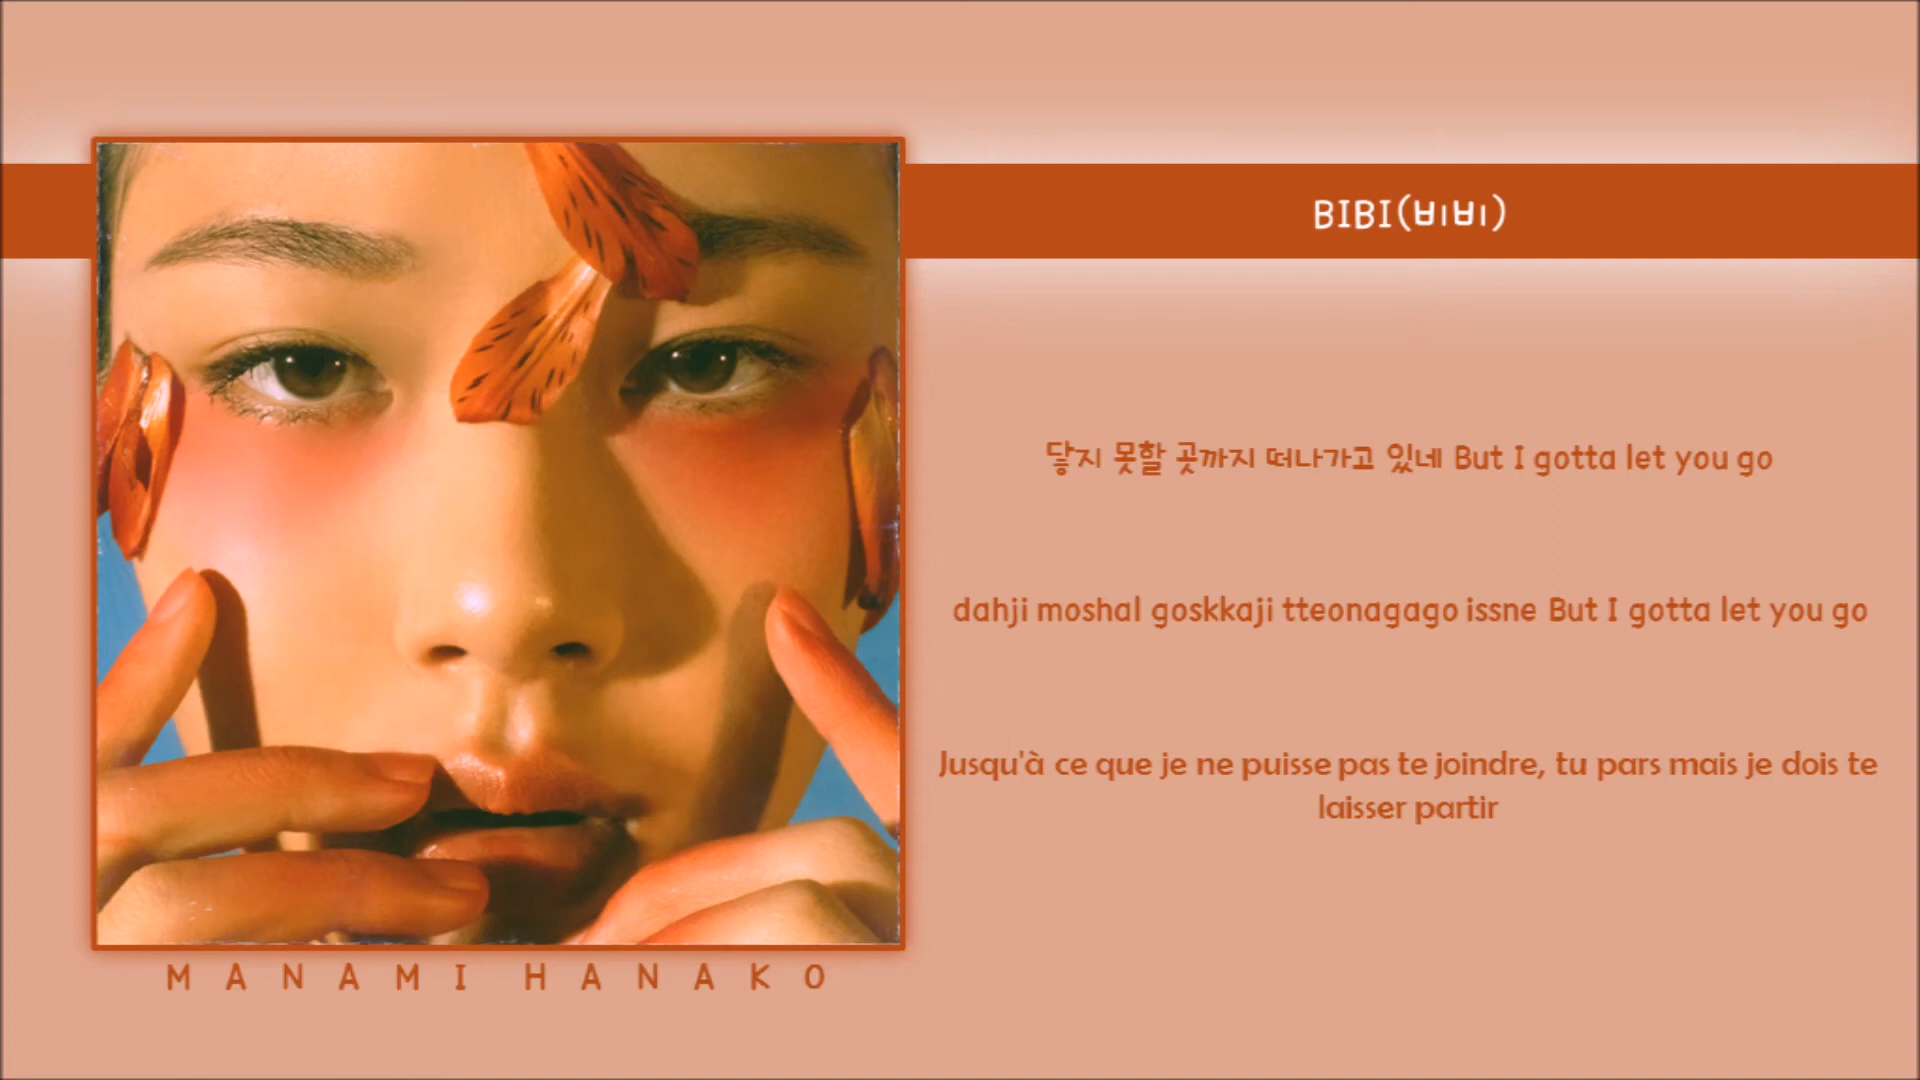 BIBI(비비)
닿지 못할 곳까지 떠나가고 있네 But I gotta let you go
dahji moshal goskkaji tteonagago issne But I gotta let you go
Jusqu'à ce que je ne puisse pas te joindre, tu pars mais je dois te
laisser partir
MANAMI HANAKO